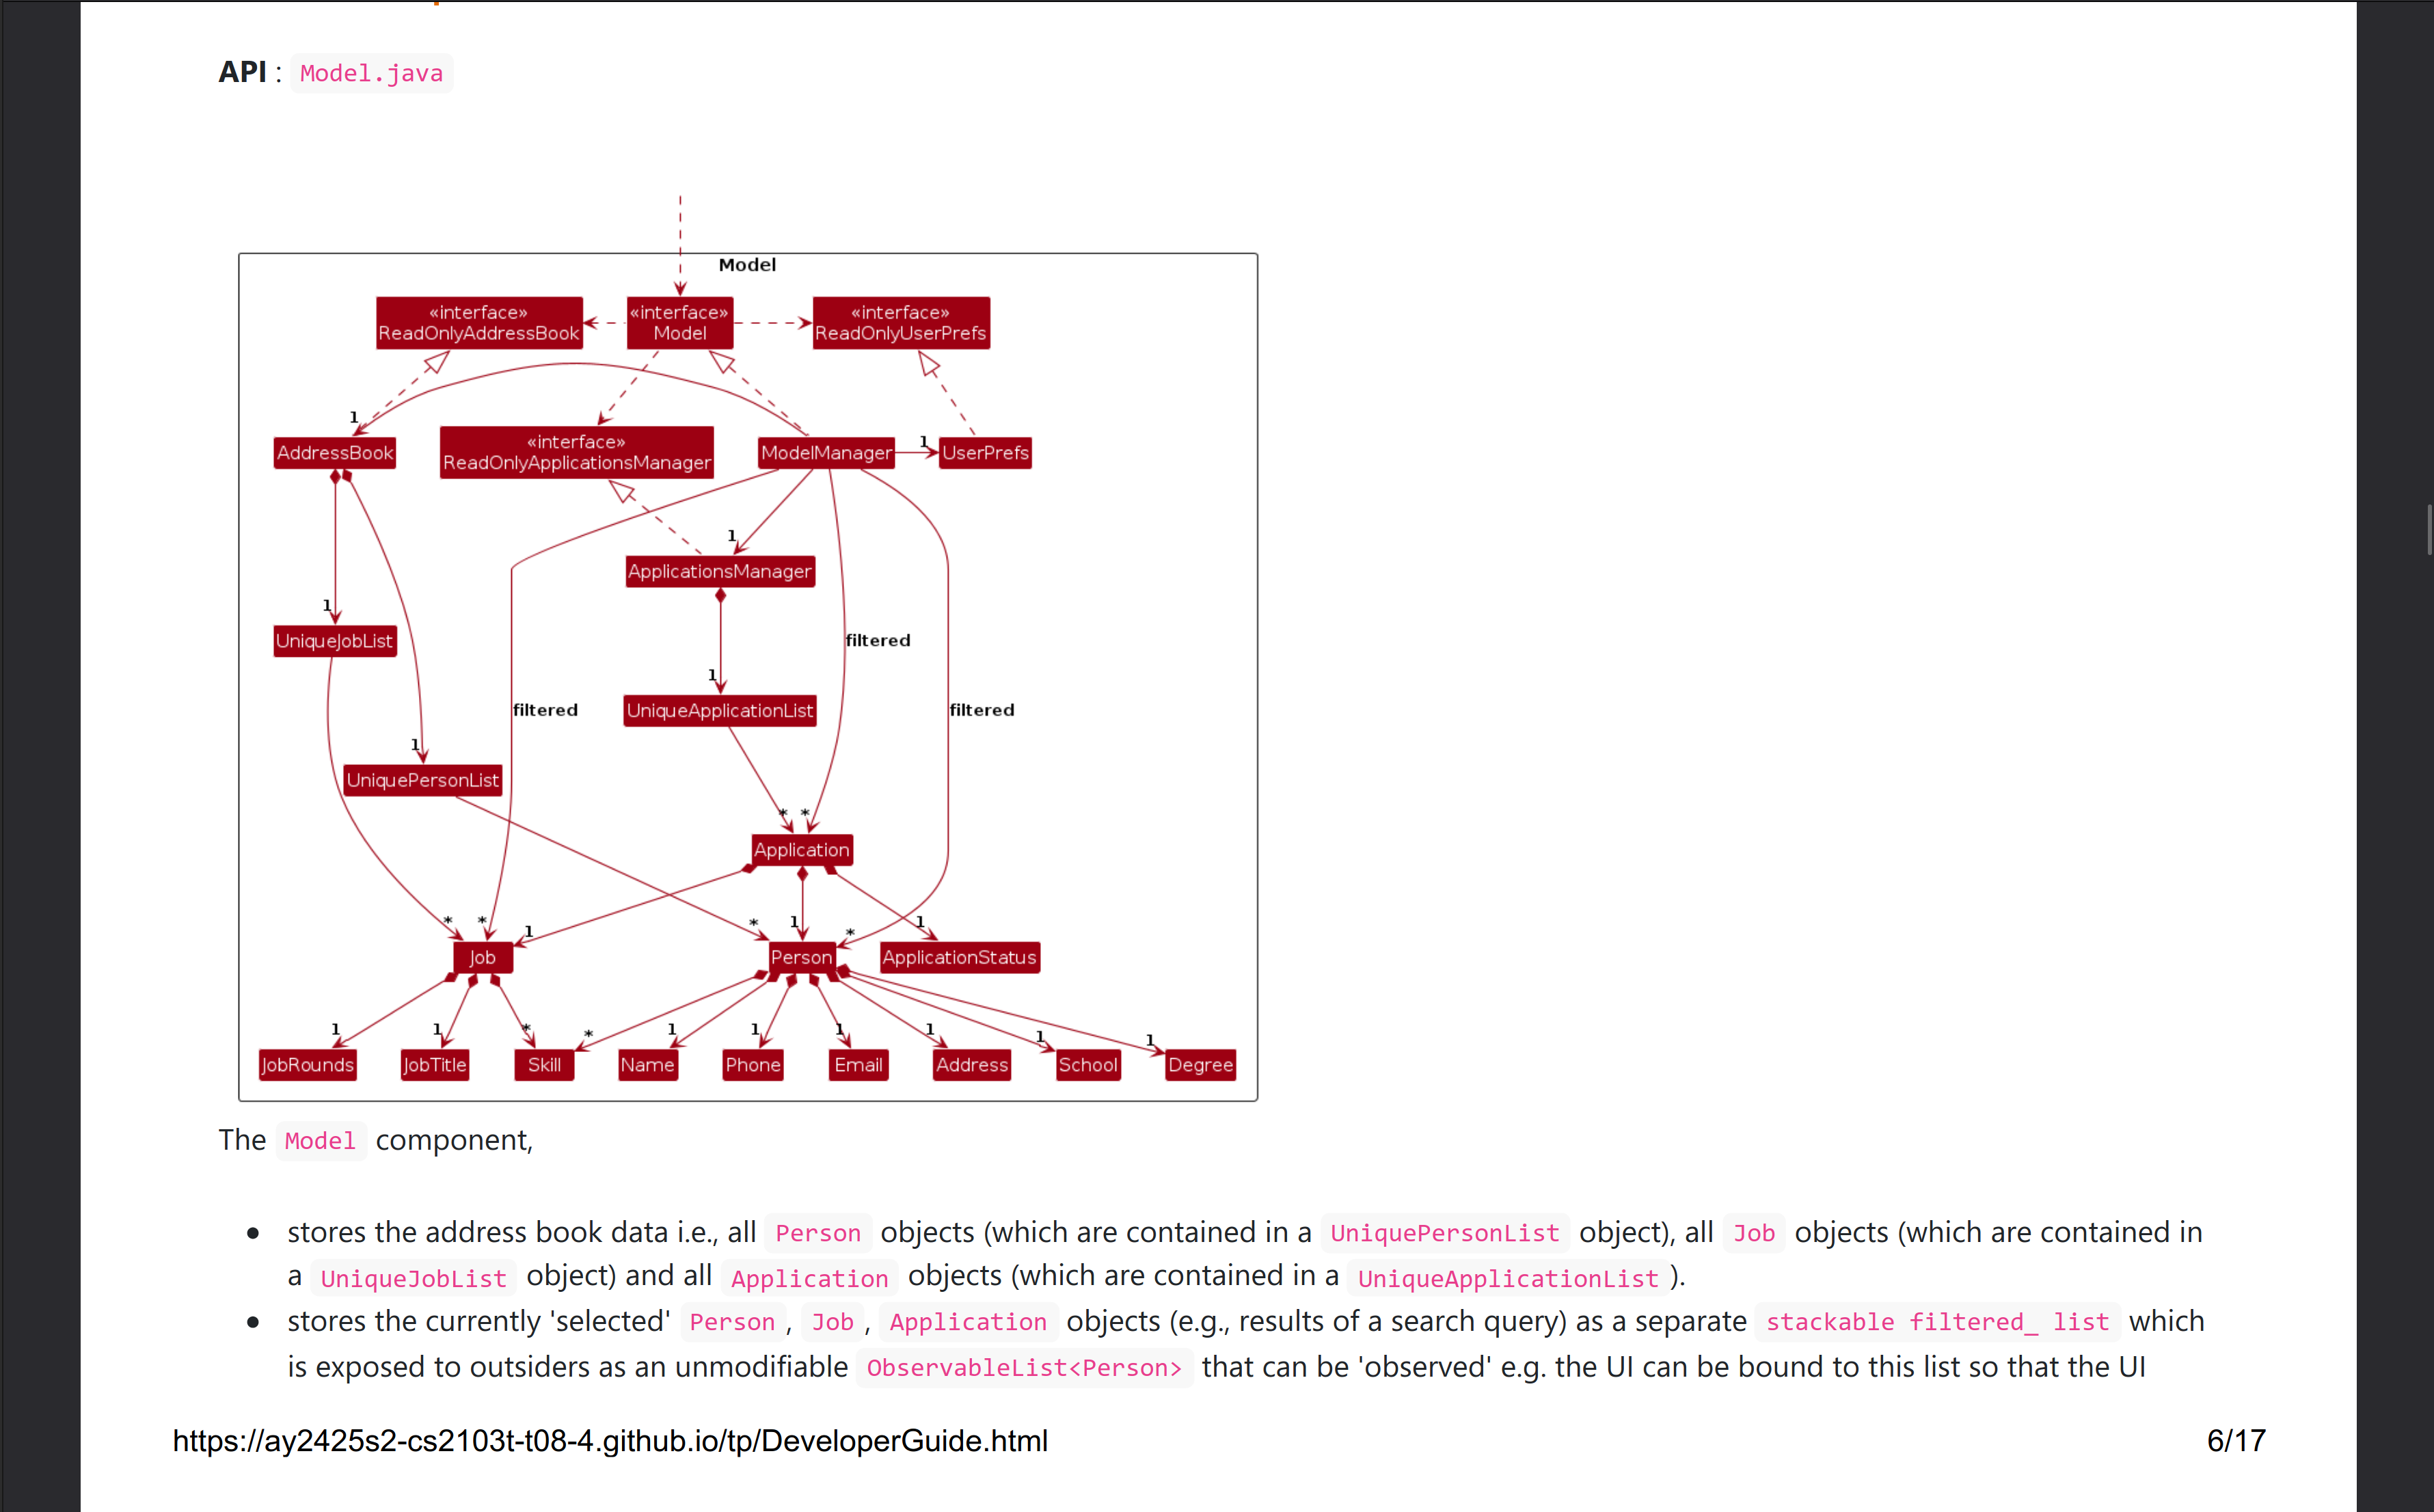 API : Model.java
Model
«interface»
ReadOnlyAddressBook
«interface»
Model
«interface»
ReadOnlyUserPrefs
1
AddressBook
«interface»
ReadOnlyApplicationsManager
ModelManager
1
UserPrefs
1
ApplicationsManager
1
UniqueJobList
filtered
1
UniqueApplicationList
filtered
filtered
1
UniquePersonList
* *
Application
* *
1
*
1
*
1
Job
Person
ApplicationStatus
1
1
*
*
1
1
1
1
1
1
JobRounds
JobTitle
Skill
Name
Phone
Email
Address
School
Degree
The Model component,
• stores the address book data i.e., all Person objects (which are contained in a UniquePersonList object), all Job objects (which are contained in
a UniqueJobList object) and all Application objects (which are contained in a UniqueApplicationList ).
• stores the currently 'selected' Person , Job , Application objects (e.g., results of a search query) as a separate stackable filtered_ list which
is exposed to outsiders as an unmodifiable ObservableList<Person> that can be 'observed' e.g. the UI can be bound to this list so that the UI
https://ay2425s2-cs2103t-t08-4.github.io/tp/DeveloperGuide.html
6/17